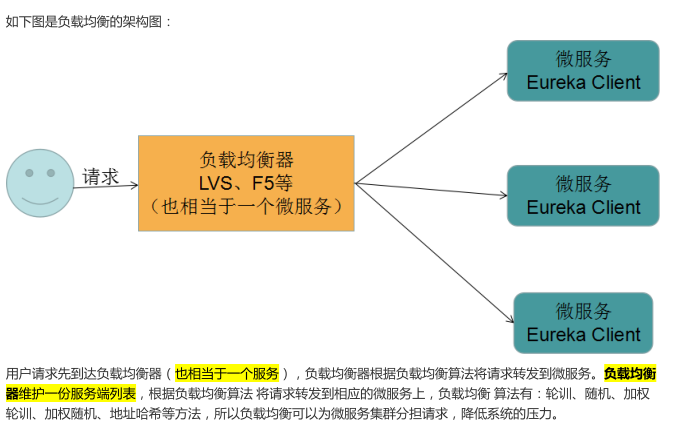 如下图是负载均衡的架构图：
微服务
Eureka Client
请求
负载均衡器
LVS、F5等
（也相当于一个微服务）
微服务
Eureka Client
微服务
Eureka Client
用户请求先到达负载均衡器（也相当于一个服务），负载均衡器根据负载均衡算法将请求转发到微服务。负载均衡
器维护一份服务端列表，根据负载均衡算法 将请求转发到相应的微服务上，负载均衡 算法有：轮训、随机、加权
轮训、加权随机、地址哈希等方法，所以负载均衡可以为微服务集群分担请求，降低系统的压力。